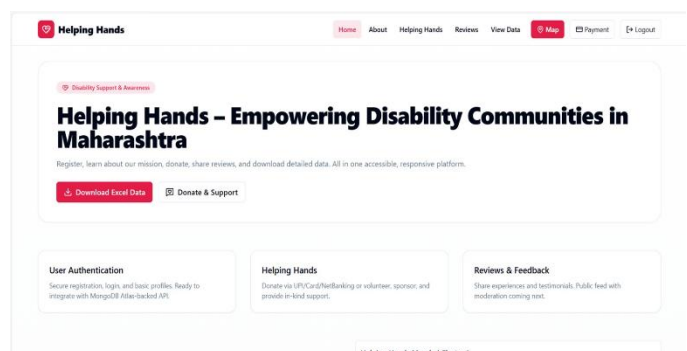 Helping Hands
Home About Helping Hands Reviews View Data Map Payment Logout
Disability Support & Awareness
Helping Hands – Empowering Disability Communities in
Maharashtra
Register, learn about our mission, donate, share reviews, and download detailed data. All in one accessible, responsive platform.
Download Excel Data Donate & Support
User Authentication
Secure registration, login, and basic profiles. Ready to
integrate with MongoDB Atlas-backed API.
Helping Hands
Donate via UPI/Card/NetBanking or volunteer, sponsor, and
provide in-kind support.
Reviews & Feedback
Share experiences and testimonials. Public feed with
moderation coming next.